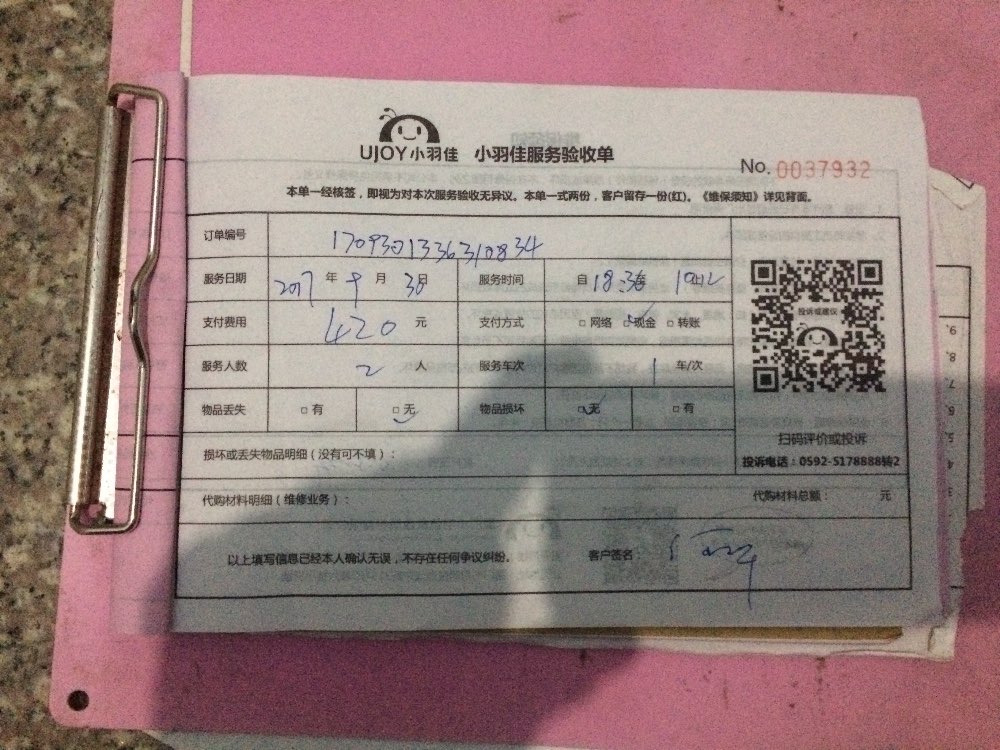 UJOY小羽佳 小羽佳服务验收单
No. 0037932
本单一经核签，即视为对本次服务验收无异议。本单一式两份，客户留存一份(红)。《维保须知》详见背面。
订单编号
服务日期 2017 年 9 月 30 日 服务时间 自 18:30 至
支付费用 420 元 支付方式 □ 网络 □ 现金 □ 转账
服务人数 2 人 服务车次 1 车/次
物品丢失 □ 有 □ 无 物品损坏 □ 无 □ 有
投诉或建议
扫码评价或投诉
投诉电话：0592-5178888转2
损坏或丢失物品明细（没有可不填）：
代购材料明细（维修业务）： 代购材料总额： 元
以上填写信息已经本人确认无误，不存在任何争议纠纷。 客户签名：